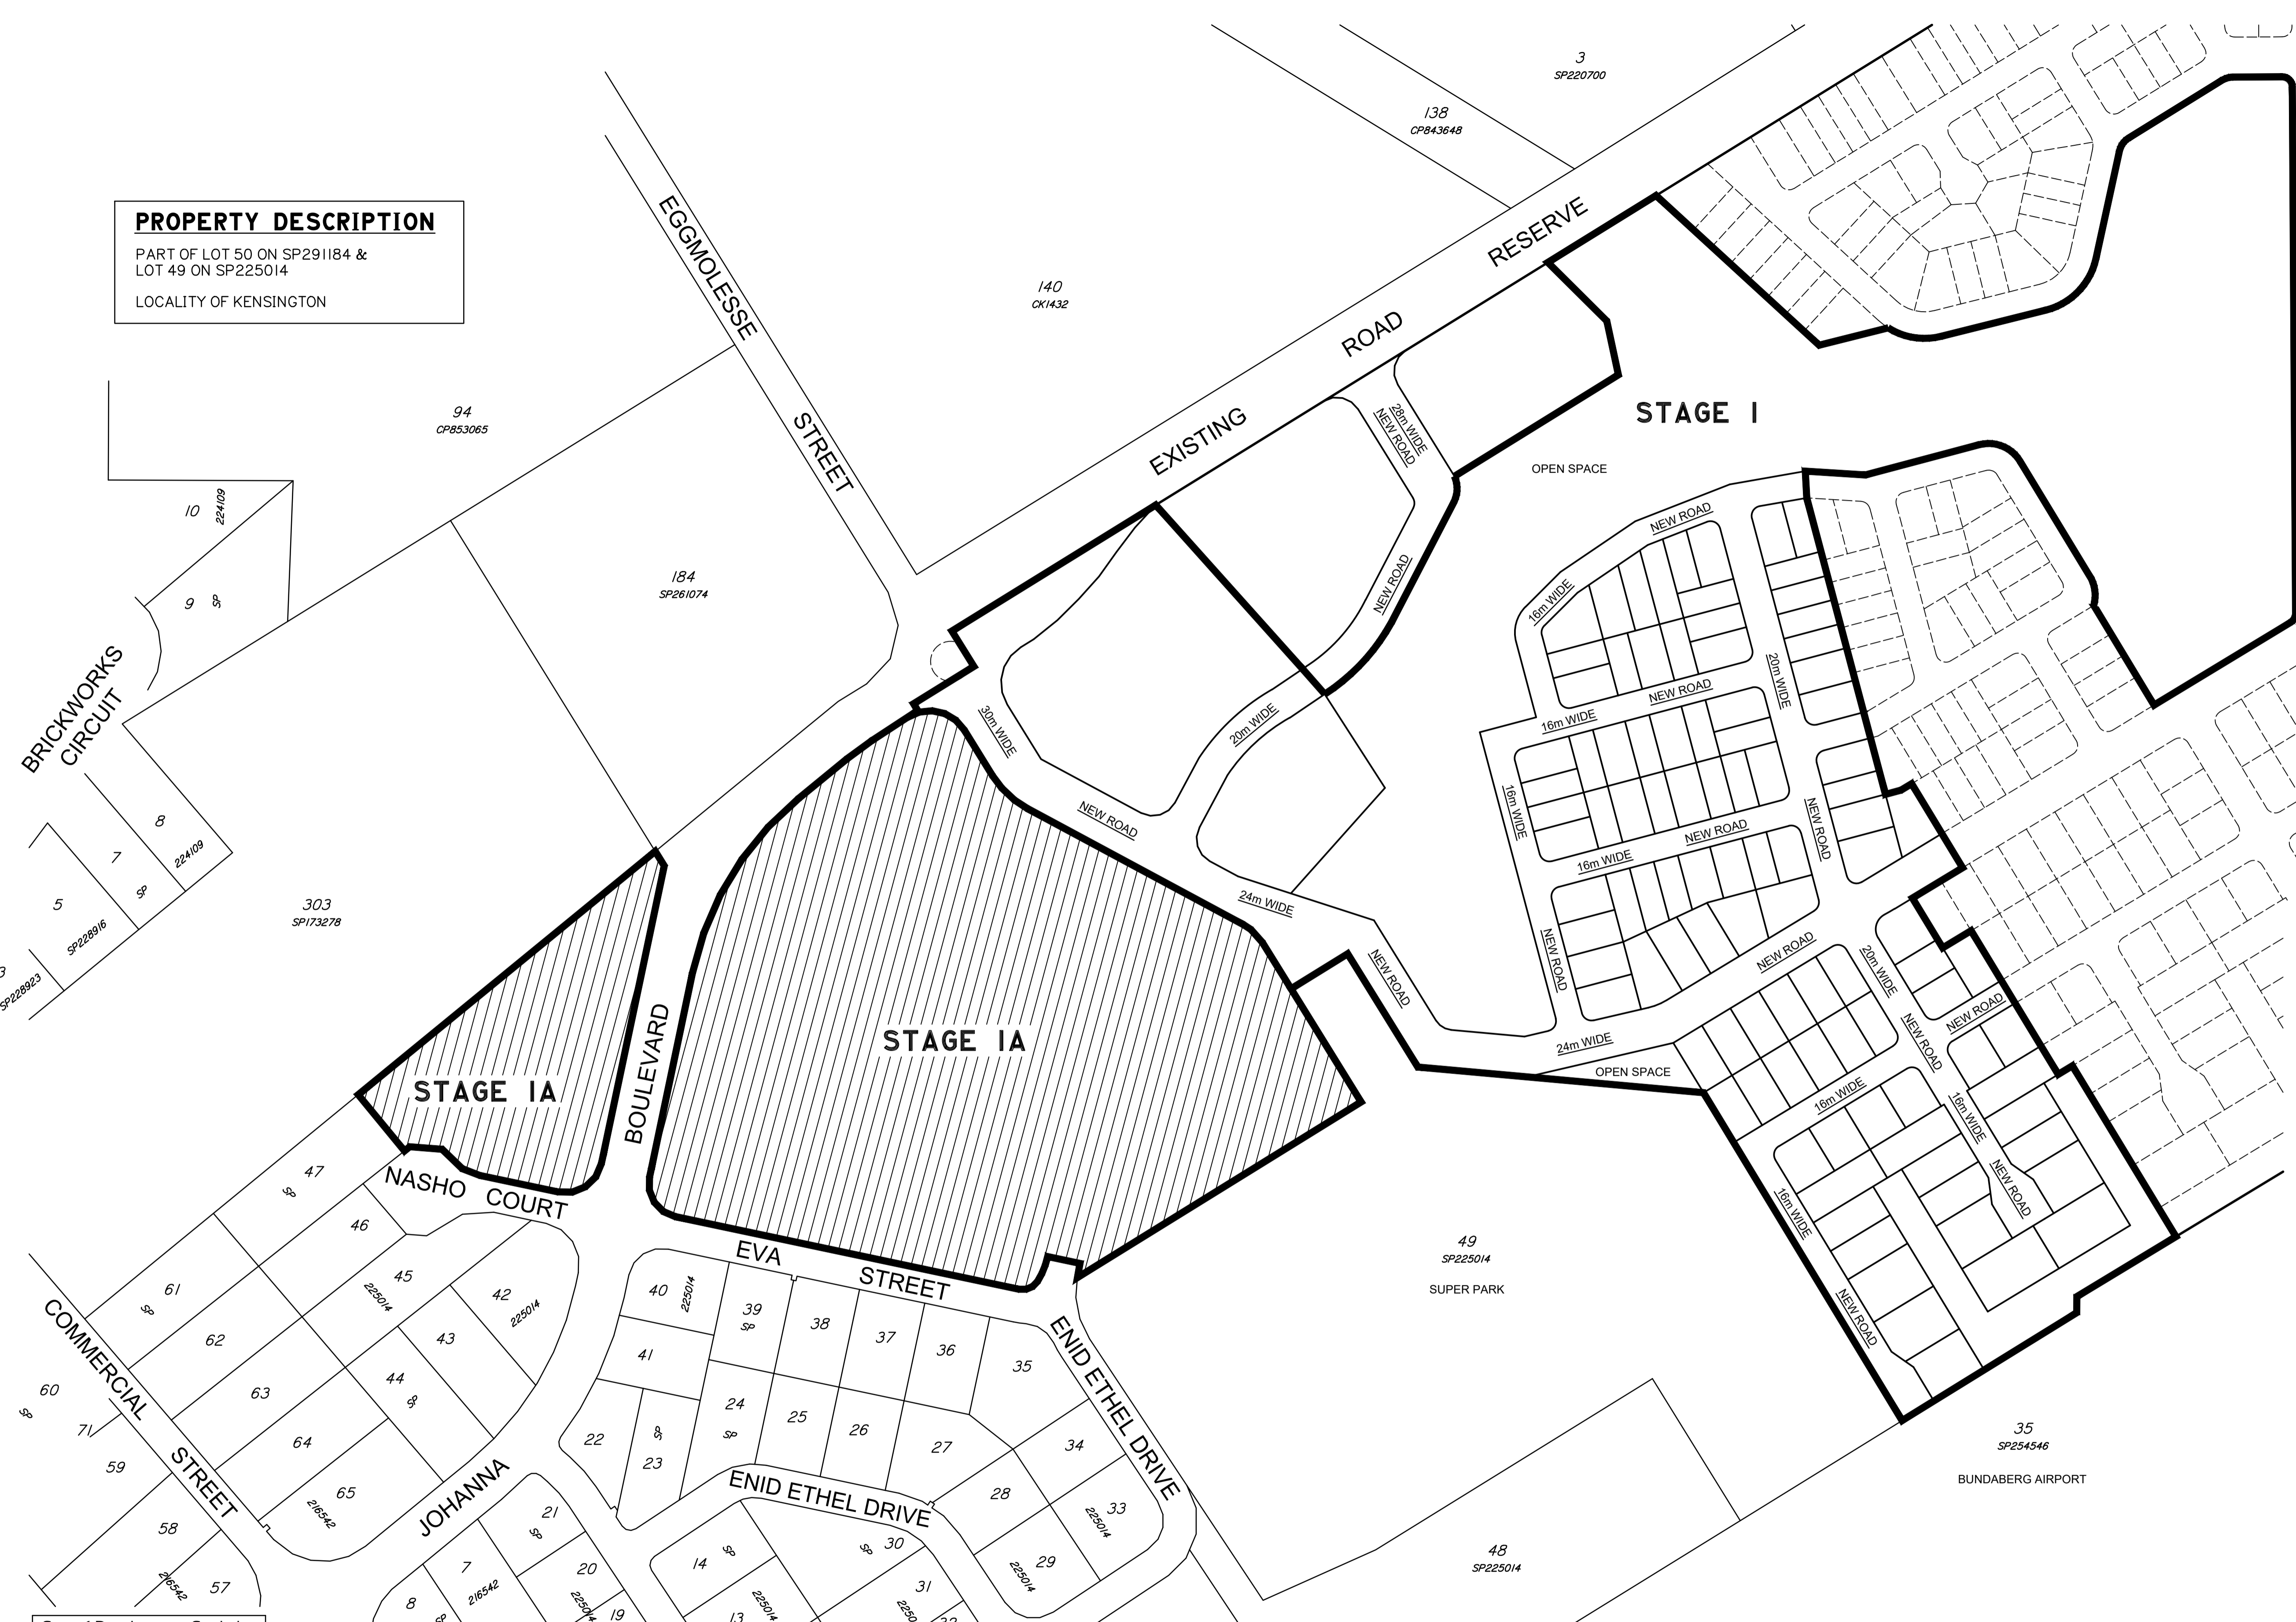 3
SP220700
138
CP843648
PROPERTY DESCRIPTION
PART OF LOT 50 ON SP291184 &
LOT 49 ON SP225014
LOCALITY OF KENSINGTON
EGGMOLESSE
STREET
140
CK1432
EXISTING
ROAD
RESERVE
94
CP853065
28m WIDE
NEW ROAD
STAGE 1
OPEN SPACE
10
224109
9
SP
184
SP261074
NEW ROAD
16m WIDE
NEW ROAD
20m WIDE
NEW ROAD
BRICKWORKS
CIRCUIT
30m WIDE
20m WIDE
NEW ROAD
16m WIDE
NEW ROAD
16m WIDE
NEW ROAD
16m WIDE
NEW ROAD
8
224109
7
SP
5
SP228916
3
SP228923
303
SP173278
24m WIDE
NEW ROAD
NEW ROAD
NEW ROAD
20m WIDE
NEW ROAD
NEW ROAD
24m WIDE
OPEN SPACE
STAGE 1A
STAGE 1A
BOULEVARD
16m WIDE
16m WIDE
NEW ROAD
16m WIDE
NEW ROAD
NASHO COURT
EVA
STREET
47
SP
46
45
225014
42
225014
43
44
SP
61
SP
62
63
64
65
216542
COMMERCIAL
STREET
60
SP
71
59
58
216542
57
40
225014
41
39
SP
38
37
36
35
22
SP
23
24
SP
25
26
27
34
28
33
225014
29
225014
ENID ETHEL DRIVE
ENID ETHEL DRIVE
JOHANNA
21
SP
7
216542
20
225014
19
8
SP
14
SP
225014
13
30
SP
31
49
SP225014
SUPER PARK
48
SP225014
35
SP254546
BUNDABERG AIRPORT